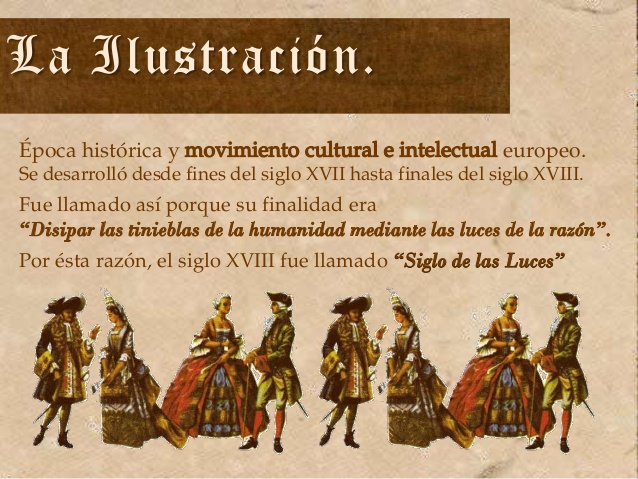 La Ilustración.
Época histórica y movimiento cultural e intelectual europeo.
Se desarrolló desde fines del siglo XVII hasta finales del siglo XVIII.
Fue llamado así porque su finalidad era
“Disipar las tinieblas de la humanidad mediante las luces de la razón”.
Por ésta razón, el siglo XVIII fue llamado “Siglo de las Luces”